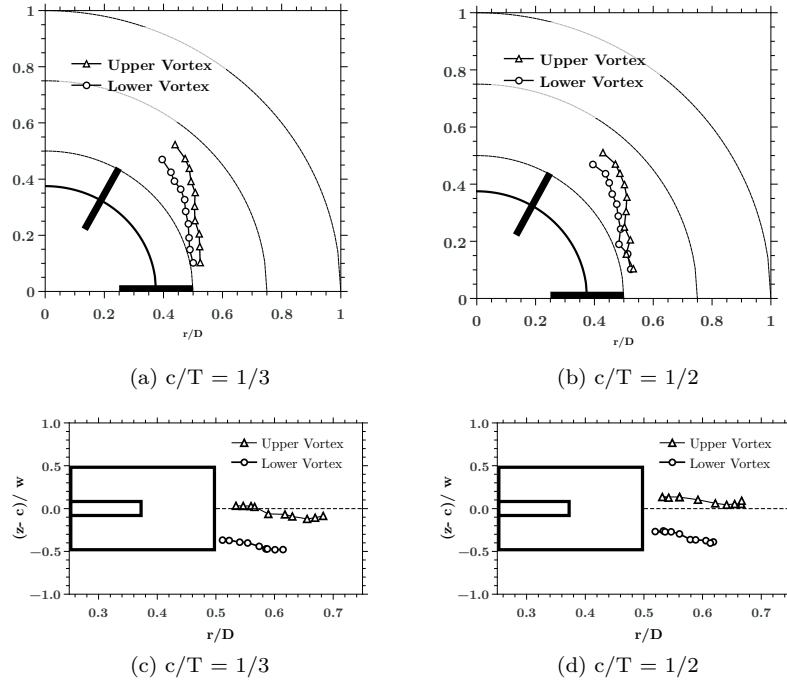 1
0.8
0.6
0.4
0.2
0
0
0.2
0.4
0.6
0.8
1
r/D
Upper Vortex
Lower Vortex
(a) c/T = 1/3
1
0.8
0.6
0.4
0.2
0
0
0.2
0.4
0.6
0.8
1
r/D
Upper Vortex
Lower Vortex
(b) c/T = 1/2
1.0
0.5
0.0
−0.5
−1.0
(z- c)/ w
0.3
0.4
0.5
0.6
0.7
r/D
Upper Vortex
Lower Vortex
(c) c/T = 1/3
1.0
0.5
0.0
−0.5
−1.0
(z- c)/ w
0.3
0.4
0.5
0.6
0.7
r/D
Upper Vortex
Lower Vortex
(d) c/T = 1/2